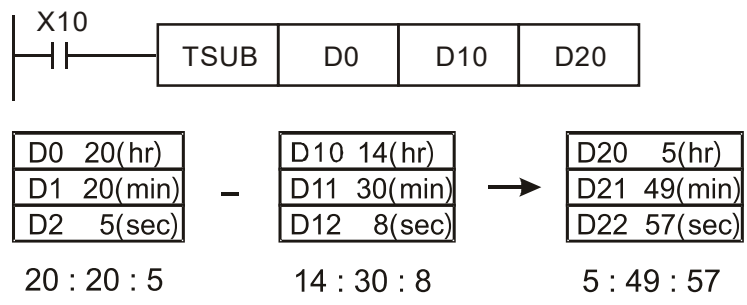 X10
TSUB D0 D10 D20
D0 20(hr) D10 14(hr) D20 5(hr)
D1 20(min) - D11 30(min) → D21 49(min)
D2 5(sec) D12 8(sec) D22 57(sec)
20 : 20 : 5 14 : 30 : 8 5 : 49 : 57